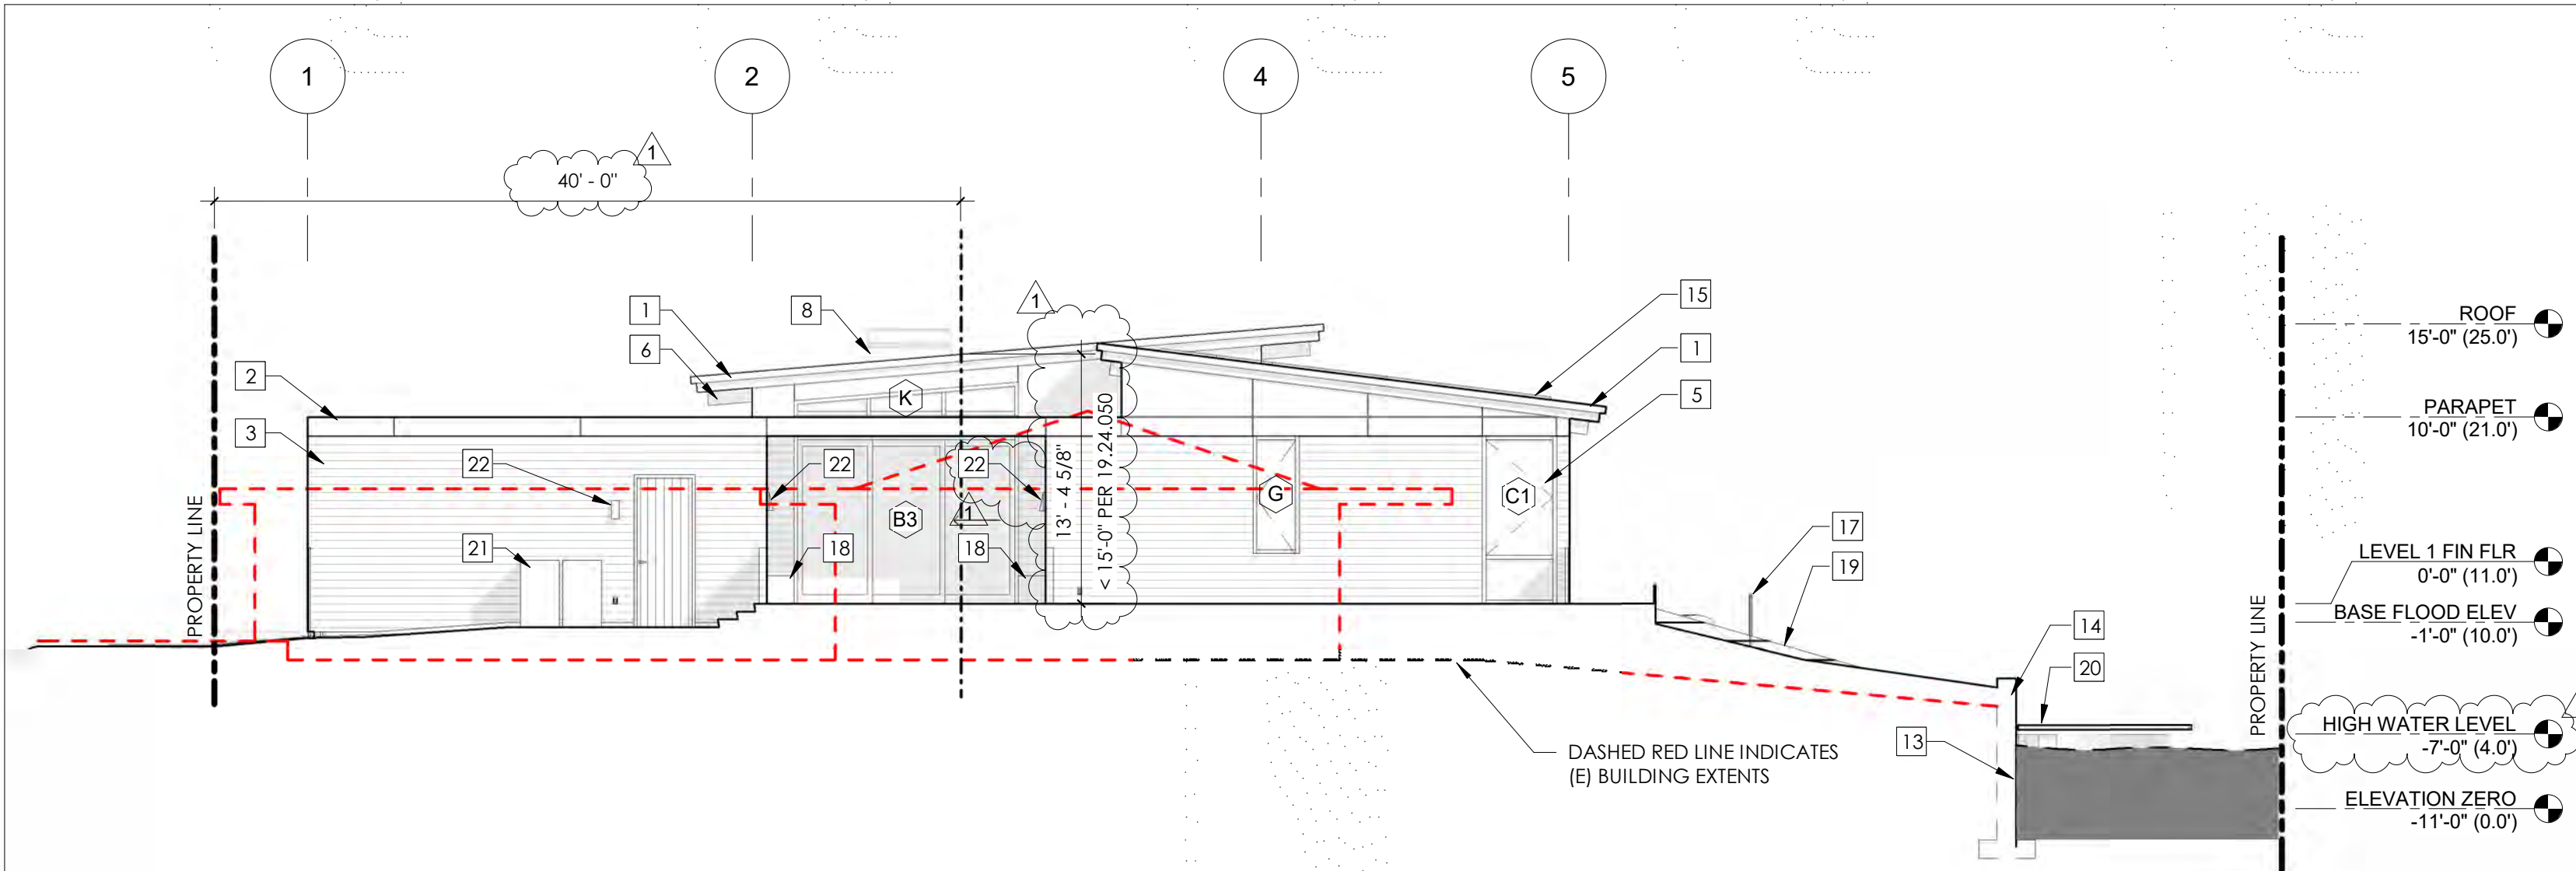 1
2
4
5
1
40' - 0"
1
8
1
6
2
3
15
1
5
ROOF
15'-0" (25.0')
PARAPET
10'-0" (21.0')
K
22
22
22
B3
1
G
C1
13' - 4 5/8"
< 15'-0" PER 19.24.050
21
18
18
17
19
14
20
13
PROPERTY LINE
PROPERTY LINE
LEVEL 1 FIN FLR
0'-0" (11.0')
BASE FLOOD ELEV
-1'-0" (10.0')
HIGH WATER LEVEL
-7'-0" (4.0')
ELEVATION ZERO
-11'-0" (0.0')
DASHED RED LINE INDICATES
(E) BUILDING EXTENTS